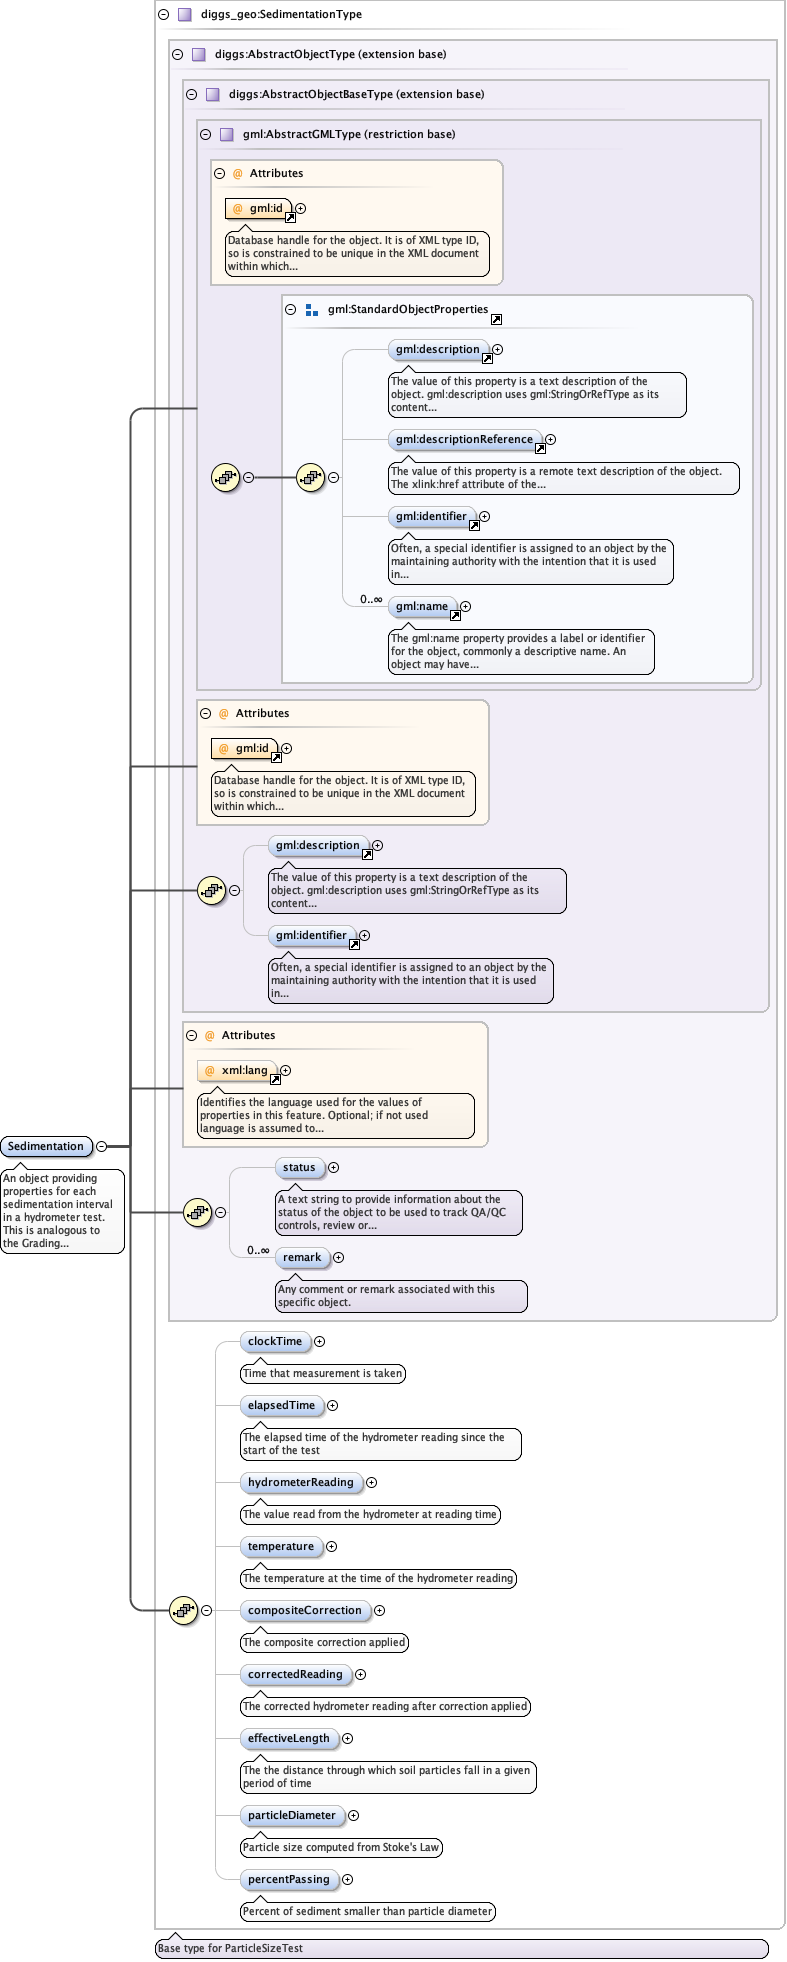 diggs_geo:SedimentationType
diggs:AbstractObjectType (extension base)
diggs:AbstractObjectBaseType (extension base)
gml:AbstractGMLType (restriction base)
@ Attributes
@ gml:id
Database handle for the object. It is of XML type ID,
so is constrained to be unique in the XML document
within which...
gml:StandardObjectProperties
gml:description
The value of this property is a text description of the
object. gml:description uses gml:StringOrRefType as its
content...
gml:descriptionReference
The value of this property is a remote text description of the object.
The xlink:href attribute of the...
gml:identifier
Often, a special identifier is assigned to an object by the
maintaining authority with the intention that it is used
in...
0..∞
gml:name
The gml:name property provides a label or identifier
for the object, commonly a descriptive name. An
object may have...
@ Attributes
@ gml:id
Database handle for the object. It is of XML type ID,
so is constrained to be unique in the XML document
within which...
gml:description
The value of this property is a text description of the
object. gml:description uses gml:StringOrRefType as its
content...
gml:identifier
Often, a special identifier is assigned to an object by the
maintaining authority with the intention that it is used
in...
@ Attributes
@ xml:lang
Identifies the language used for the values of
properties in this feature. Optional; if not used
language is assumed to...
Sedimentation
An object providing
properties for each
sedimentation interval
in a hydrometer test.
This is analogous to
the Grading...
status
A text string to provide information about the
status of the object to be used to track QA/QC
controls, review or...
0..∞
remark
Any comment or remark associated with this
specific object.
clockTime
Time that measurement is taken
elapsedTime
The elapsed time of the hydrometer reading since the
start of the test
hydrometerReading
The value read from the hydrometer at reading time
temperature
The temperature at the time of the hydrometer reading
compositeCorrection
The composite correction applied
correctedReading
The corrected hydrometer reading after correction applied
effectiveLength
The the distance through which soil particles fall in a given
period of time
particleDiameter
Particle size computed from Stoke's Law
percentPassing
Percent of sediment smaller than particle diameter
Base type for ParticleSizeTest